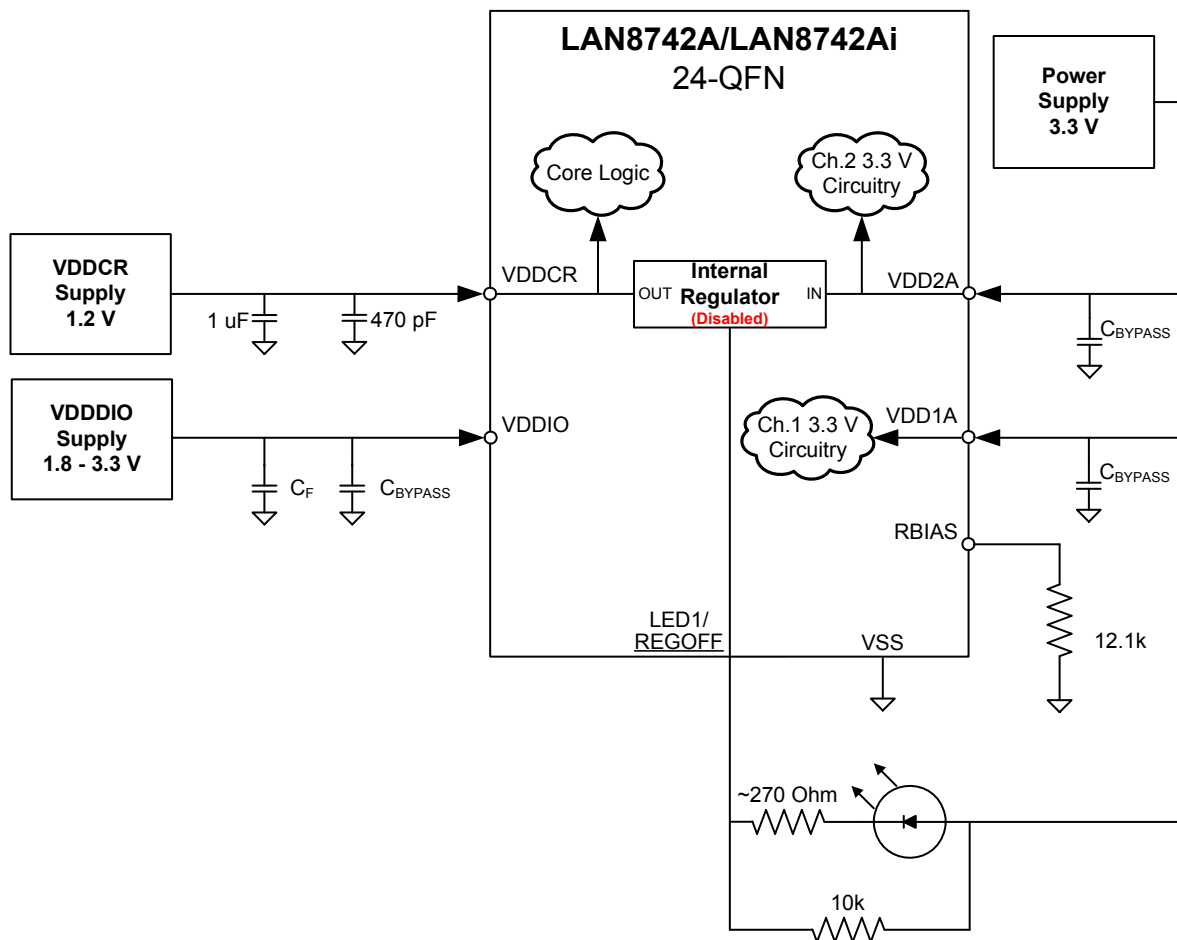 LAN8742A/LAN8742Ai
24-QFN
Power
Supply
3.3 V
Core Logic
Ch.2 3.3 V
Circuitry
VDDCR
Supply
1.2 V
1 uF
470 pF
VDDCR
OUT
Internal
Regulator
(Disabled)
IN
VDD2A
CBYPASS
VDDDIO
Supply
1.8 - 3.3 V
CF
CBYPASS
VDDIO
Ch.1 3.3 V
Circuitry
VDD1A
CBYPASS
RBIAS
12.1k
LED1/
REGOFF
VSS
~270 Ohm
10k